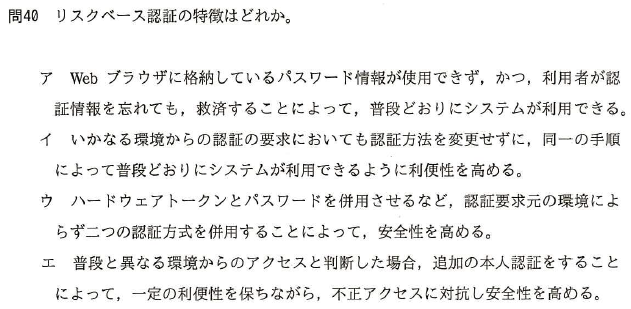 問40 リスクベース認証の特徴はどれか。
ア Web ブラウザに格納しているパスワード情報が使用できず,かつ,利用者が認
証情報を忘れても,救済することによって,普段どおりにシステムが利用できる。
イ いかなる環境からの認証の要求においても認証方法を変更せずに,同一の手順
によって普段どおりにシステムが利用できるように利便性を高める。
ウ ハードウェアトークンとパスワードを併用させるなど,認証要求元の環境によ
らず二つの認証方式を併用することによって,安全性を高める。
エ 普段と異なる環境からのアクセスと判断した場合,追加の本人認証をすること
によって,一定の利便性を保ちながら,不正アクセスに対抗し安全性を高める。